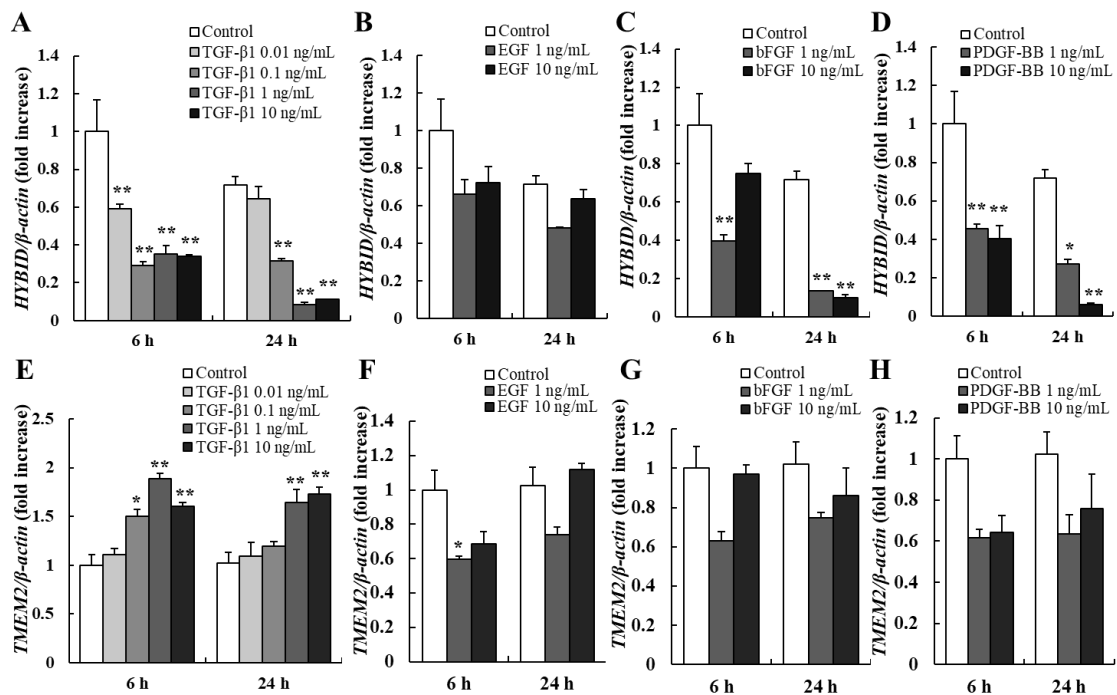 A
Control
TGF-β1 0.01 ng/mL
TGF-β1 0.1 ng/mL
TGF-β1 1 ng/mL
TGF-β1 10 ng/mL
HYBID/β-actin (fold increase)
1.4
1.2
1
0.8
0.6
0.4
0.2
0
**
**
**
**
**
**
**
6 h
24 h
B
Control
EGF 1 ng/mL
EGF 10 ng/mL
HYBID/β-actin (fold increase)
1.4
1.2
1
0.8
0.6
0.4
0.2
0
6 h
24 h
C
Control
bFGF 1 ng/mL
bFGF 10 ng/mL
HYBID/β-actin (fold increase)
1.4
1.2
1
0.8
0.6
0.4
0.2
0
**
**
**
6 h
24 h
D
Control
PDGF-BB 1 ng/mL
PDGF-BB 10 ng/mL
HYBID/β-actin (fold increase)
1.4
1.2
1
0.8
0.6
0.4
0.2
0
**
**
*
**
6 h
24 h
E
Control
TGF-β1 0.01 ng/mL
TGF-β1 0.1 ng/mL
TGF-β1 1 ng/mL
TGF-β1 10 ng/mL
TMEM2/β-actin (fold increase)
2.5
2
1.5
1
0.5
0
*
**
**
**
**
6 h
24 h
F
Control
EGF 1 ng/mL
EGF 10 ng/mL
TMEM2/β-actin (fold increase)
1.4
1.2
1
0.8
0.6
0.4
0.2
0
*
6 h
24 h
G
Control
bFGF 1 ng/mL
bFGF 10 ng/mL
TMEM2/β-actin (fold increase)
1.4
1.2
1
0.8
0.6
0.4
0.2
0
6 h
24 h
H
Control
PDGF-BB 1 ng/mL
PDGF-BB 10 ng/mL
TMEM2/β-actin (fold increase)
1.4
1.2
1
0.8
0.6
0.4
0.2
0
6 h
24 h